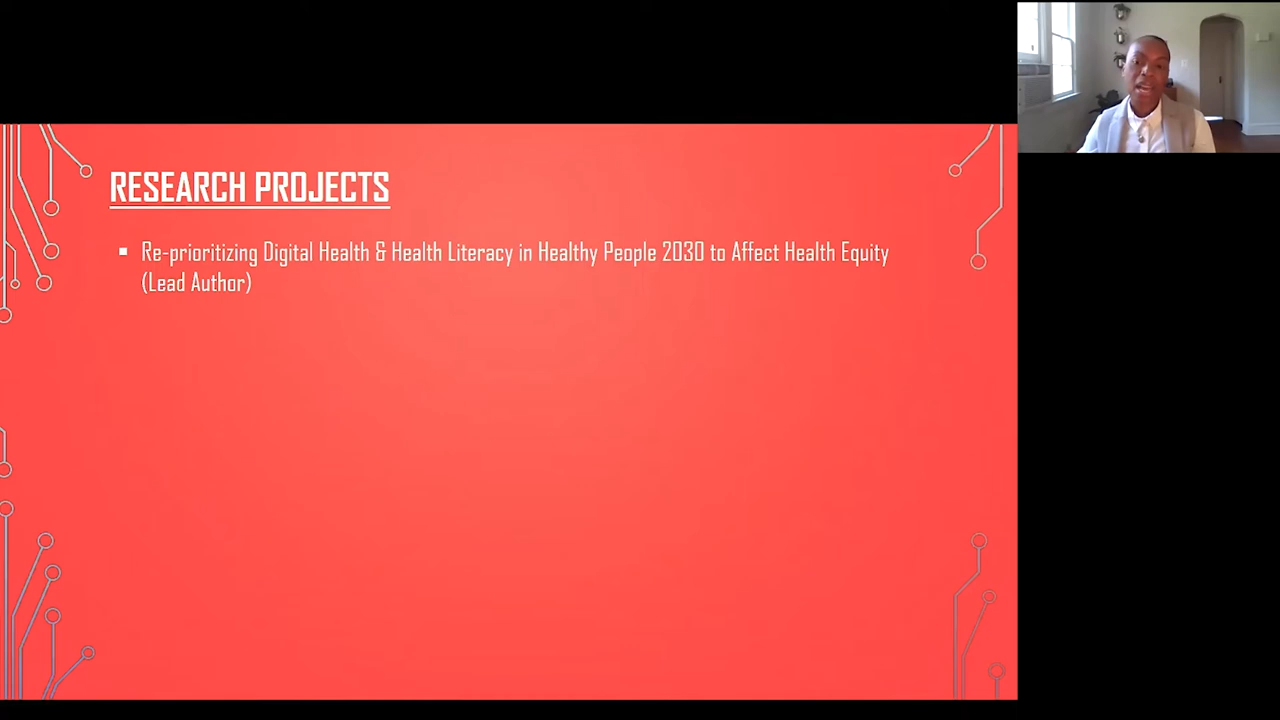 RESEARCH PROJECTS
Re-prioritizing Digital Health & Health Literacy in Healthy People 2030 to Affect Health Equity
(Lead Author)